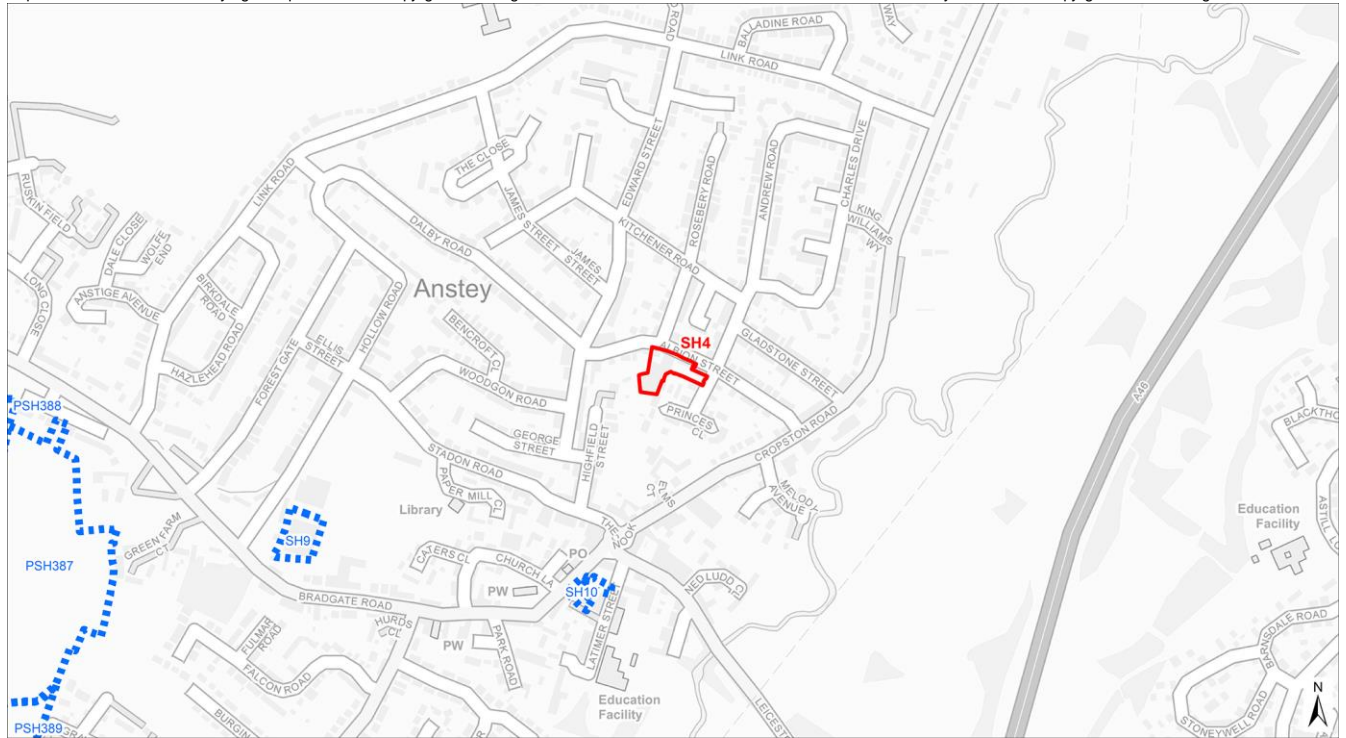 BALLADINE ROAD
WAY
LINK ROAD
LINK ROAD
THE CLOSE
EDWARD STREET
ROSEBERY ROAD
ANDREW ROAD
CHARLES DRIVE
KING WILLIAMS WY
RUSKIN FIELD
DALE CLOSE
WOLFE END
LONG CLOSE
ANSTIGE AVENUE
BIRKDALE ROAD
HAZLEHEAD ROAD
JAMES STREET
JAMES STREET
KITCHENER ROAD
DALBY ROAD
Anstey
HOLLOW ROAD
ELLIS STREET
FOREST GATE
BENCROFT CL
WOODGON ROAD
SH4
ALBION STREET
GLADSTONE STREET
PRINCES CL
CROPSTON ROAD
A46
PSH388
GEORGE STREET
HIGHFIELD STREET
STADON ROAD
PAPER MILL CL
Library
ELMS CT
MELODY AVENUE
THE NOOK
Education
Facility
SH9
GREEN FARM CT
PSH387
CATERS CL
CHURCH LA
PO
PW
SH10
NED LUDD CL
LATIMER STREET
BRADGATE ROAD
HURDS CL
PW
PARK ROAD
FULMAR ROAD
FALCON ROAD
BARNSDALE ROAD
STONEYWELL ROAD
Education
Facility
PSH389
N